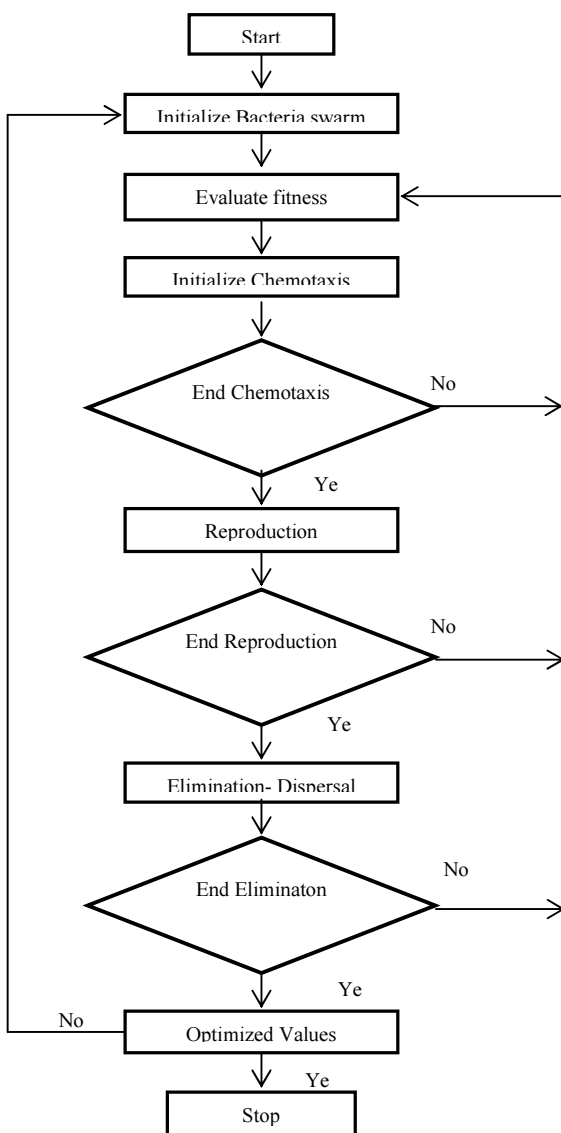 Start
Initialize Bacteria swarm
Evaluate fitness
Initialize Chemotaxis
End Chemotaxis
No
Ye
Reproduction
End Reproduction
No
Ye
Elimination- Dispersal
End Eliminaton
No
Ye
No
Optimized Values
Ye
Stop